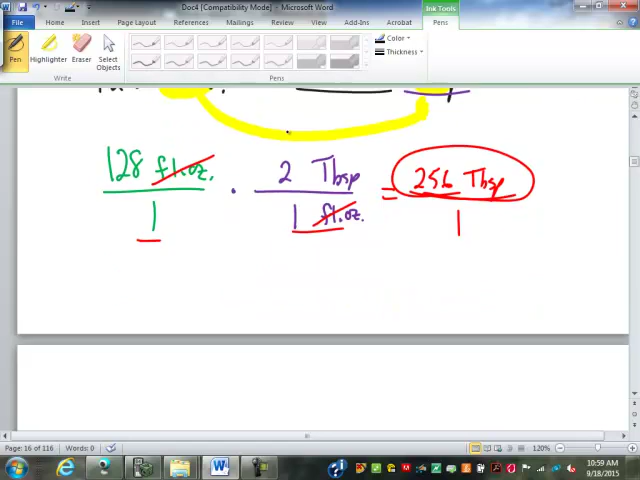 Doc4 [Compatibility Mode] - Microsoft Word
Ink Tools
File Home Insert Page Layout References Mailings Review View Add-Ins Acrobat Pens
Pen Highlighter Eraser Select Objects
Color
Thickness
Write Pens
128 fl.oz. · 2 Tbsp = 256 Tbsp
1 1 fl.oz. 1
Page: 16 of 116 Words: 0 120%
10:59 AM
9/18/2015